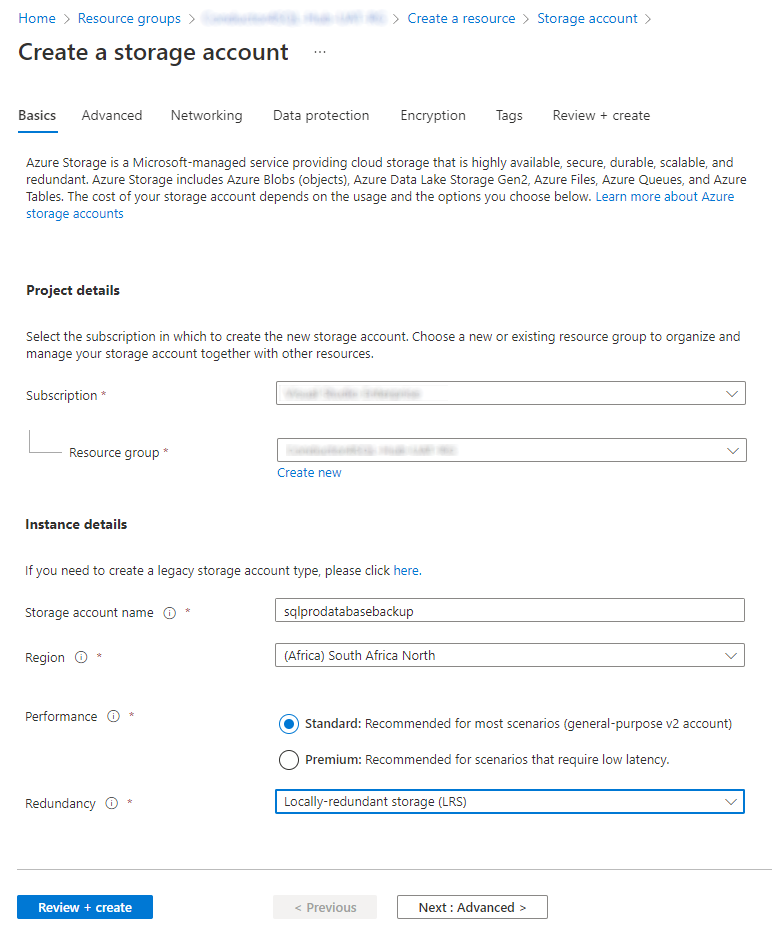 Home > Resource groups > > Create a resource > Storage account >
Create a storage account ...
Basics Advanced Networking Data protection Encryption Tags Review + create
Azure Storage is a Microsoft-managed service providing cloud storage that is highly available, secure, durable, scalable, and
redundant. Azure Storage includes Azure Blobs (objects), Azure Data Lake Storage Gen2, Azure Files, Azure Queues, and Azure
Tables. The cost of your storage account depends on the usage and the options you choose below. Learn more about Azure
storage accounts
Project details
Select the subscription in which to create the new storage account. Choose a new or existing resource group to organize and
manage your storage account together with other resources.
Subscription *
Resource group *
Create new
Instance details
If you need to create a legacy storage account type, please click here.
Storage account name * sqlprodatabasebackup
Region * (Africa) South Africa North
Performance *
Standard: Recommended for most scenarios (general-purpose v2 account)
Premium: Recommended for scenarios that require low latency.
Redundancy * Locally-redundant storage (LRS)
Review + create < Previous Next : Advanced >